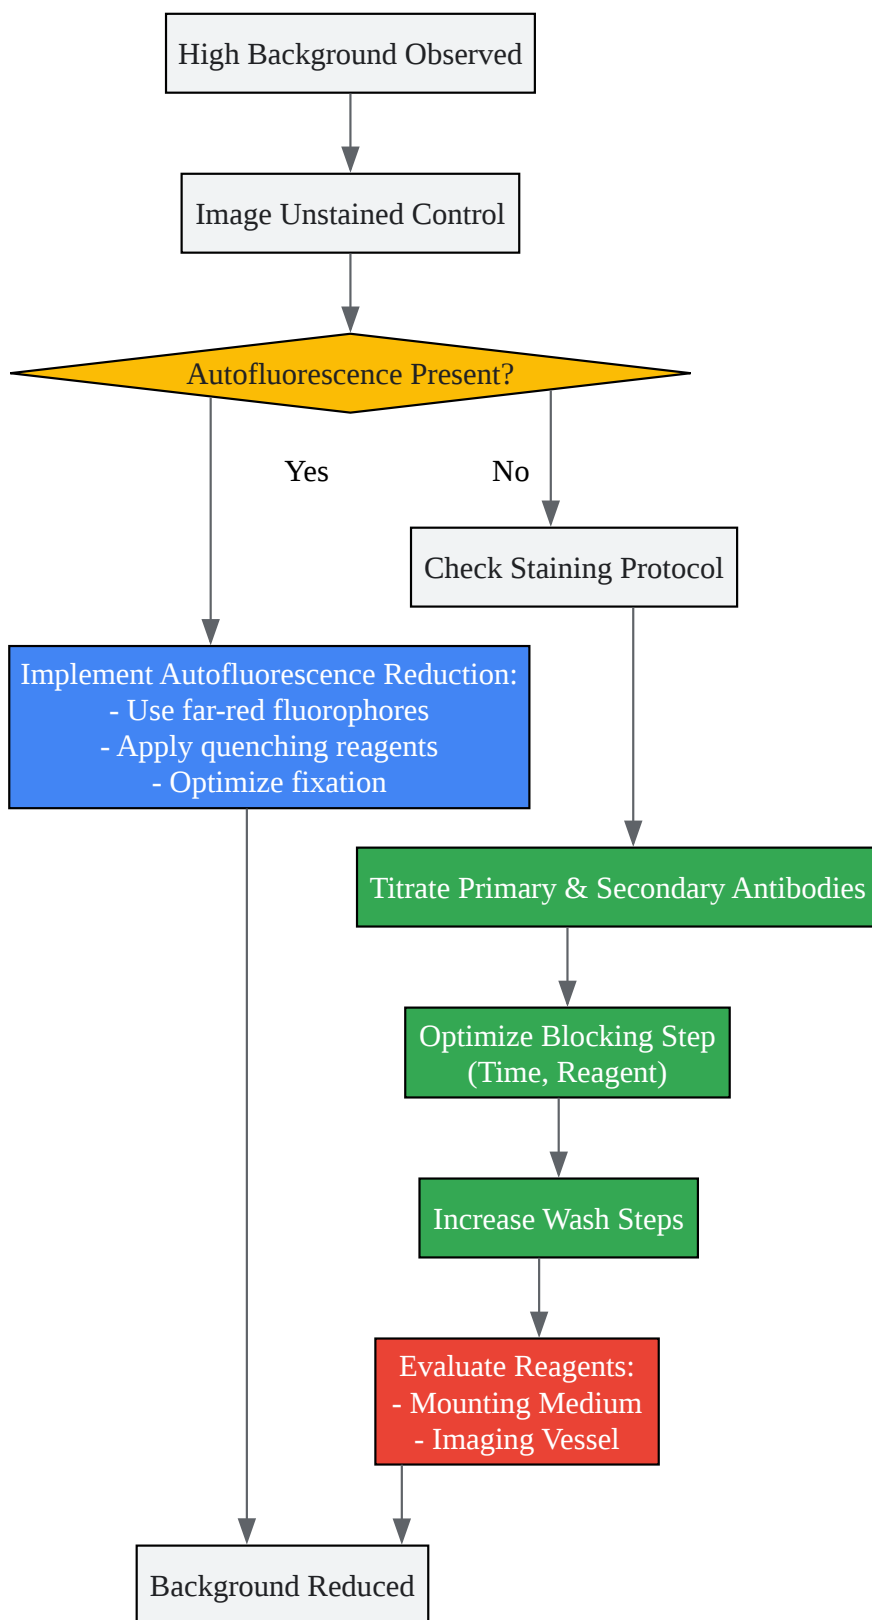 High Background Observed
Image Unstained Control
Autofluorescence Present?
Yes
No
Check Staining Protocol
Implement Autofluorescence Reduction:
- Use far-red fluorophores
- Apply quenching reagents
- Optimize fixation
Titrate Primary & Secondary Antibodies
Optimize Blocking Step
(Time, Reagent)
Increase Wash Steps
Evaluate Reagents:
- Mounting Medium
- Imaging Vessel
Background Reduced